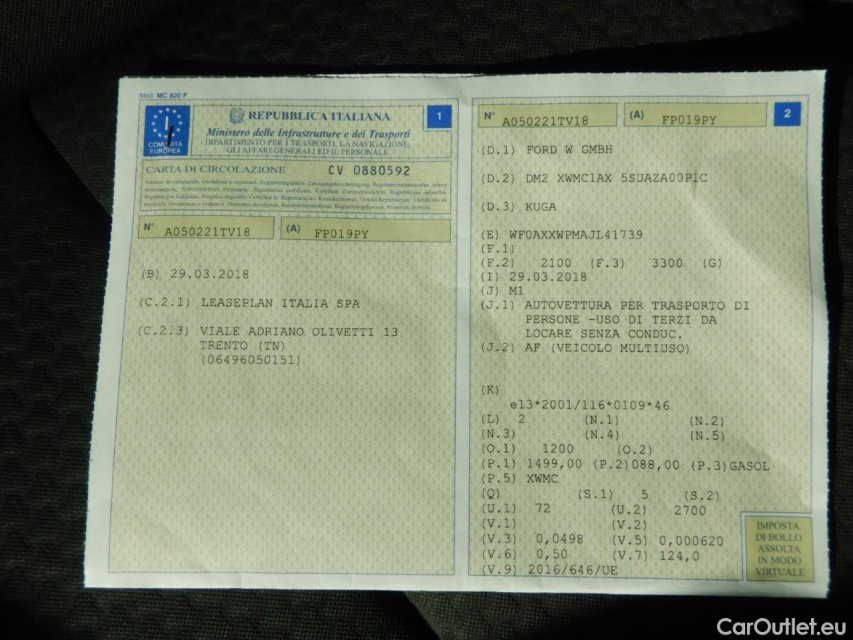 Mod. MC 820 F
COMUNITÀ
EUROPEA
REPUBBLICA ITALIANA
Ministero delle Infrastrutture e dei Trasporti
DIPARTIMENTO PER I TRASPORTI, LA NAVIGAZIONE,
GLI AFFARI GENERALI ED IL PERSONALE
1
CARTA DI CIRCOLAZIONE CV 0880592
N° A050221TV18 (A) FP019PY
(B) 29.03.2018
(C.2.1) LEASEPLAN ITALIA SPA
(C.2.3) VIALE ADRIANO OLIVETTI 13
TRENTO (TN)
(06496050151)
N° A050221TV18 (A) FP019PY
2
(D.1) FORD W GMBH
(D.2) DM2 XWMC1AX 5SUAZA00P1C
(D.3) KUGA
(E) WF0AXXWPMAJL41739
(F.1)
(F.2) 2100 (F.3) 3300 (G)
(I) 29.03.2018
(J) M1
(J.1) AUTOVETTURA PER TRASPORTO DI
PERSONE -USO DI TERZI DA
LOCARE SENZA CONDUC.
(J.2) AF (VEICOLO MULTIUSO)
(K)
e13*2001/116*0109*46
(L) 2 (N.1) (N.2)
(N.3) (N.4) (N.5)
(O.1) 1200 (O.2)
(P.1) 1499,00 (P.2)088,00 (P.3)GASOL
(P.5) XWMC
(Q) (S.1) 5 (S.2)
(U.1) 72 (U.2) 2700
(V.1) (V.2)
(V.3) 0,0498 (V.5) 0,000620
(V.6) 0,50 (V.7) 124,0
(V.9) 2016/646/UE
IMPOSTA
DI BOLLO
ASSOLTA
IN MODO
VIRTUALE
CarOutlet.eu